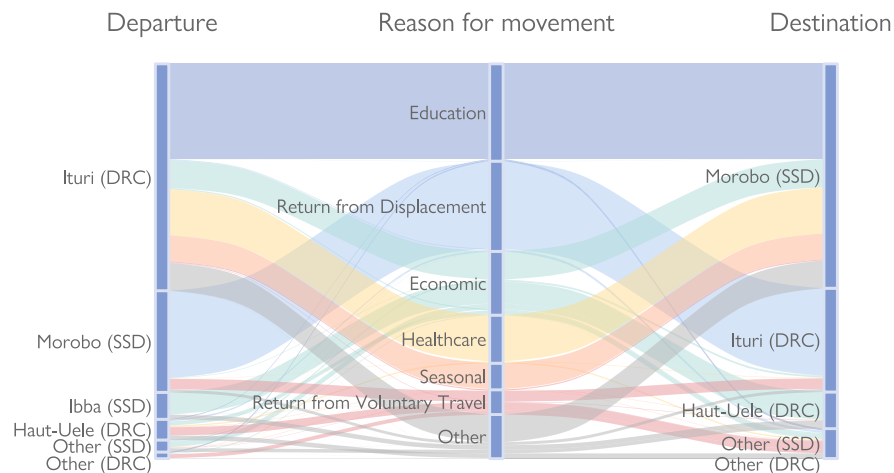 Departure
Reason for movement
Destination
Ituri (DRC)
Morobo (SSD)
Ibba (SSD)
Haut-Uele (DRC)
Other (SSD)
Other (DRC)
Education
Return from Displacement
Economic
Healthcare
Seasonal
Return from Voluntary Travel
Other
Morobo (SSD)
Ituri (DRC)
Haut-Uele (DRC)
Other (SSD)
Other (DRC)